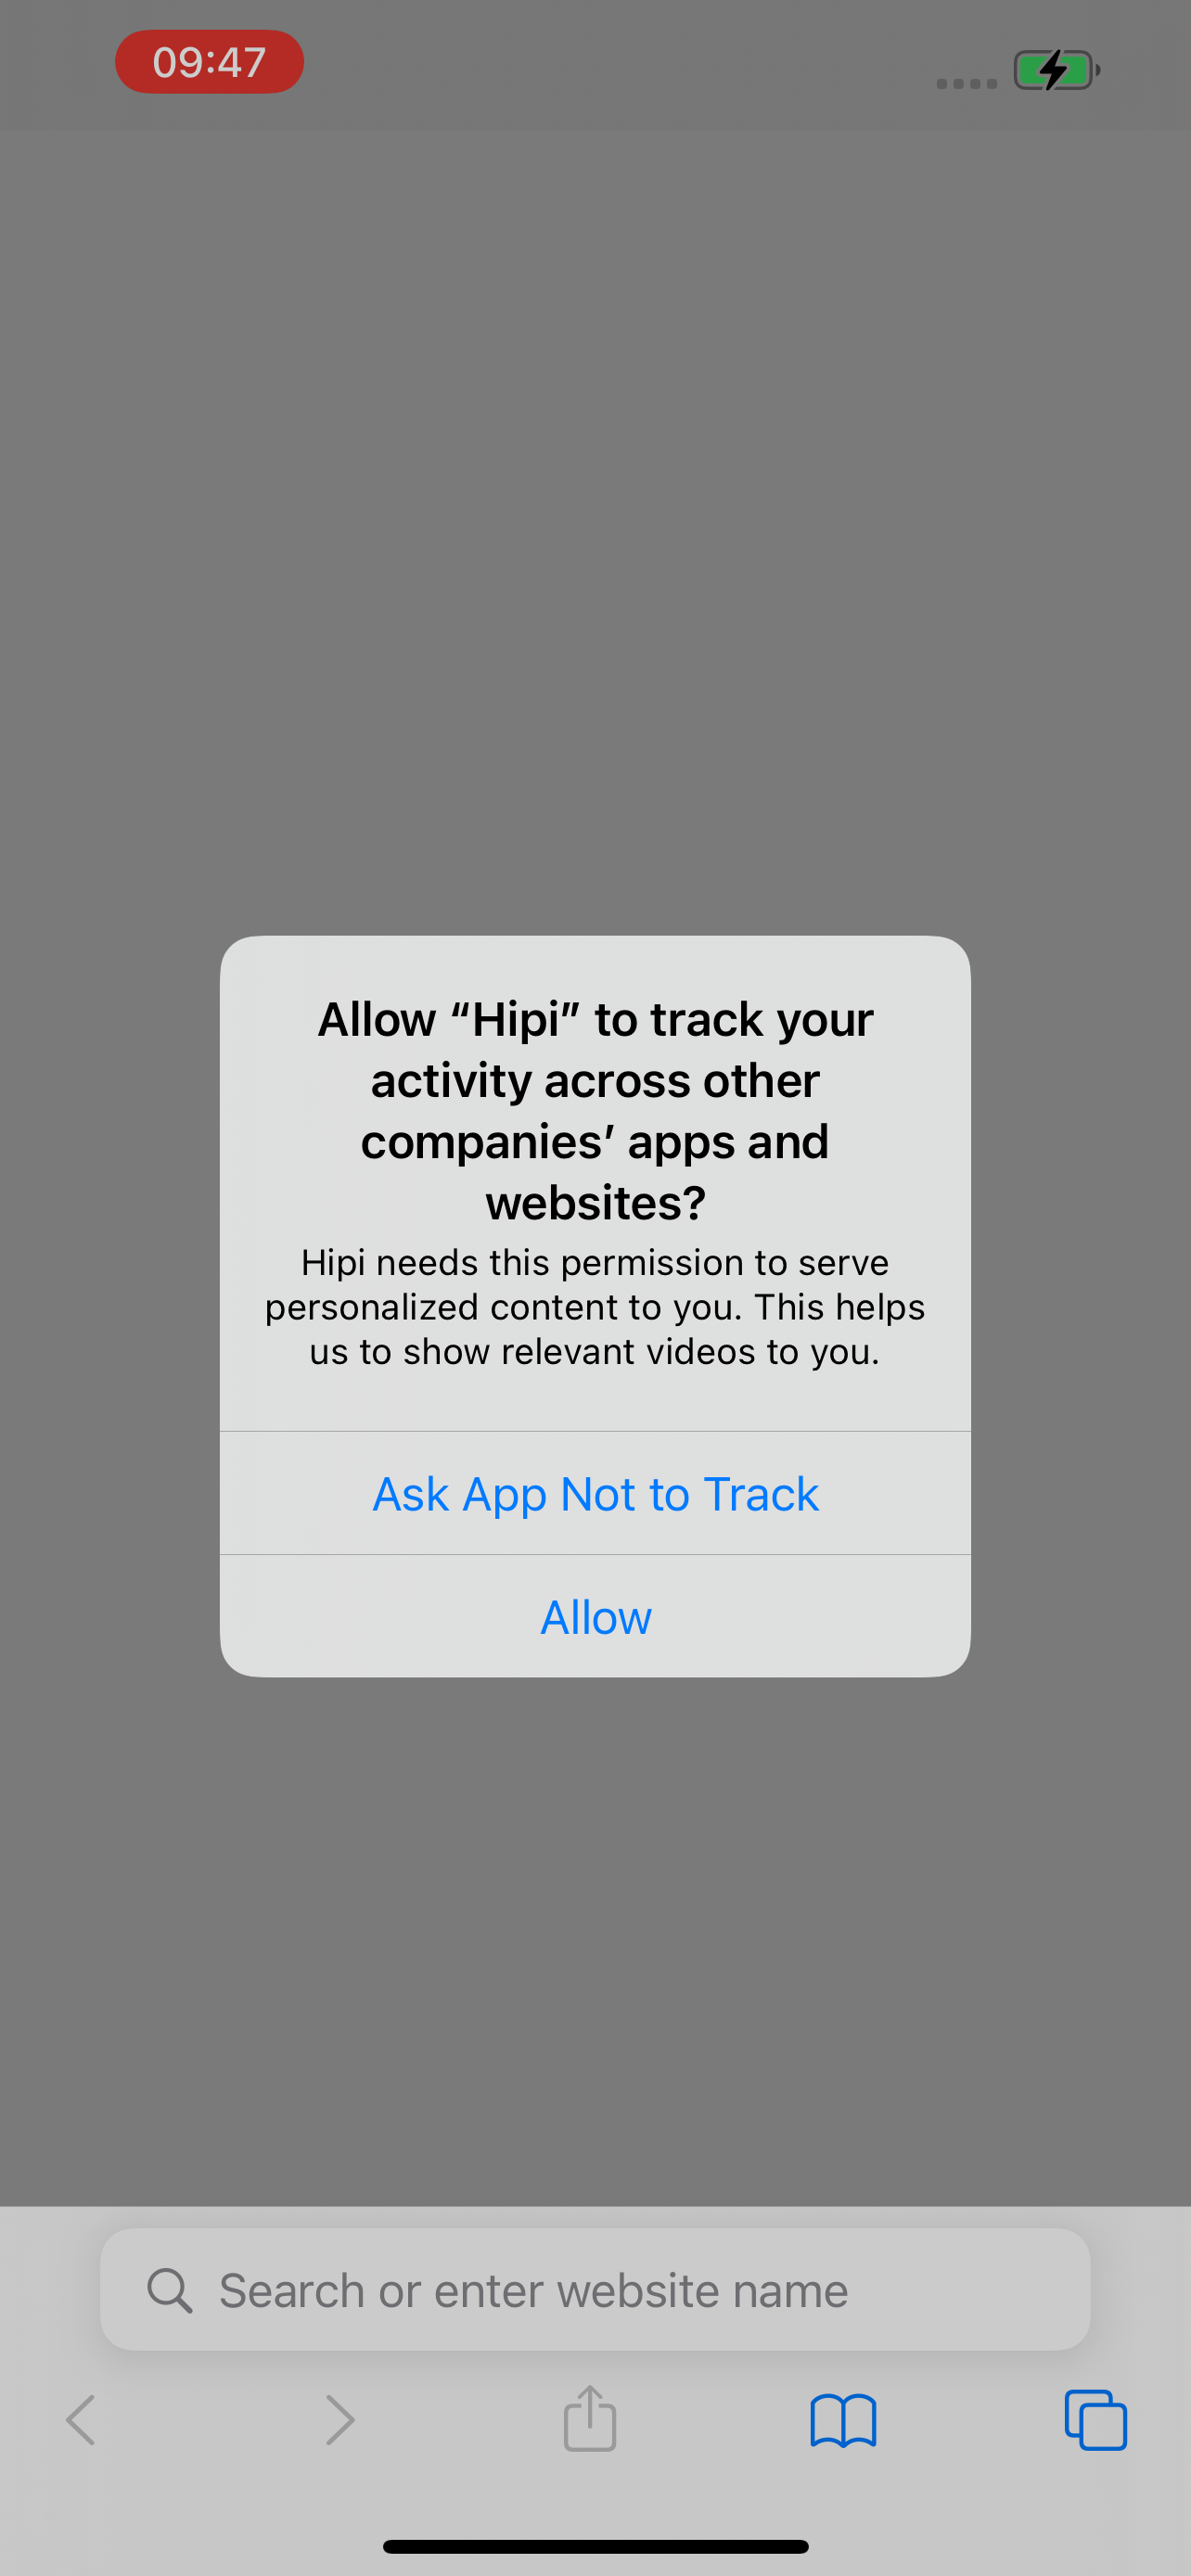 09:47
Allow “Hipi” to track your
activity across other
companies’ apps and
websites?
Hipi needs this permission to serve
personalized content to you. This helps
us to show relevant videos to you.
Ask App Not to Track
Allow
Search or enter website name